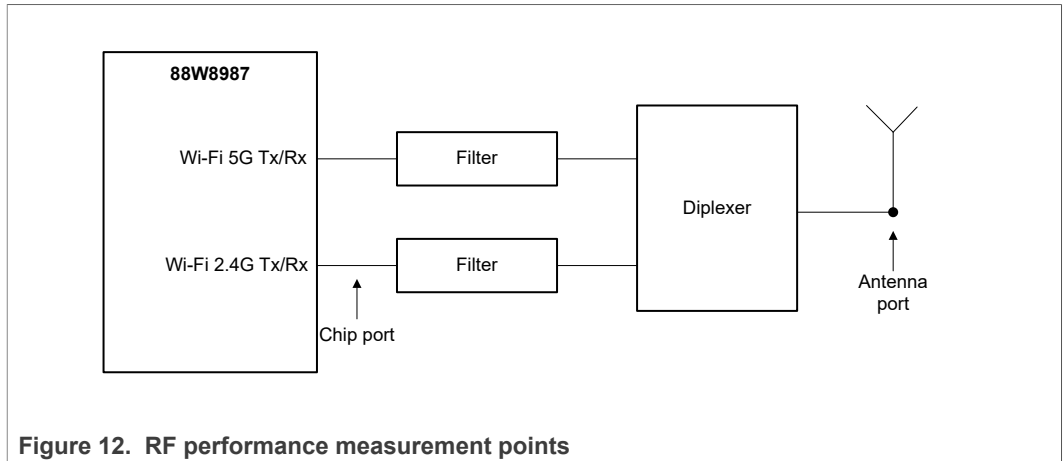 88W8987
Wi-Fi 5G Tx/Rx
Filter
Diplexer
Wi-Fi 2.4G Tx/Rx
Filter
Chip port
Antenna
port
Figure 12. RF performance measurement points